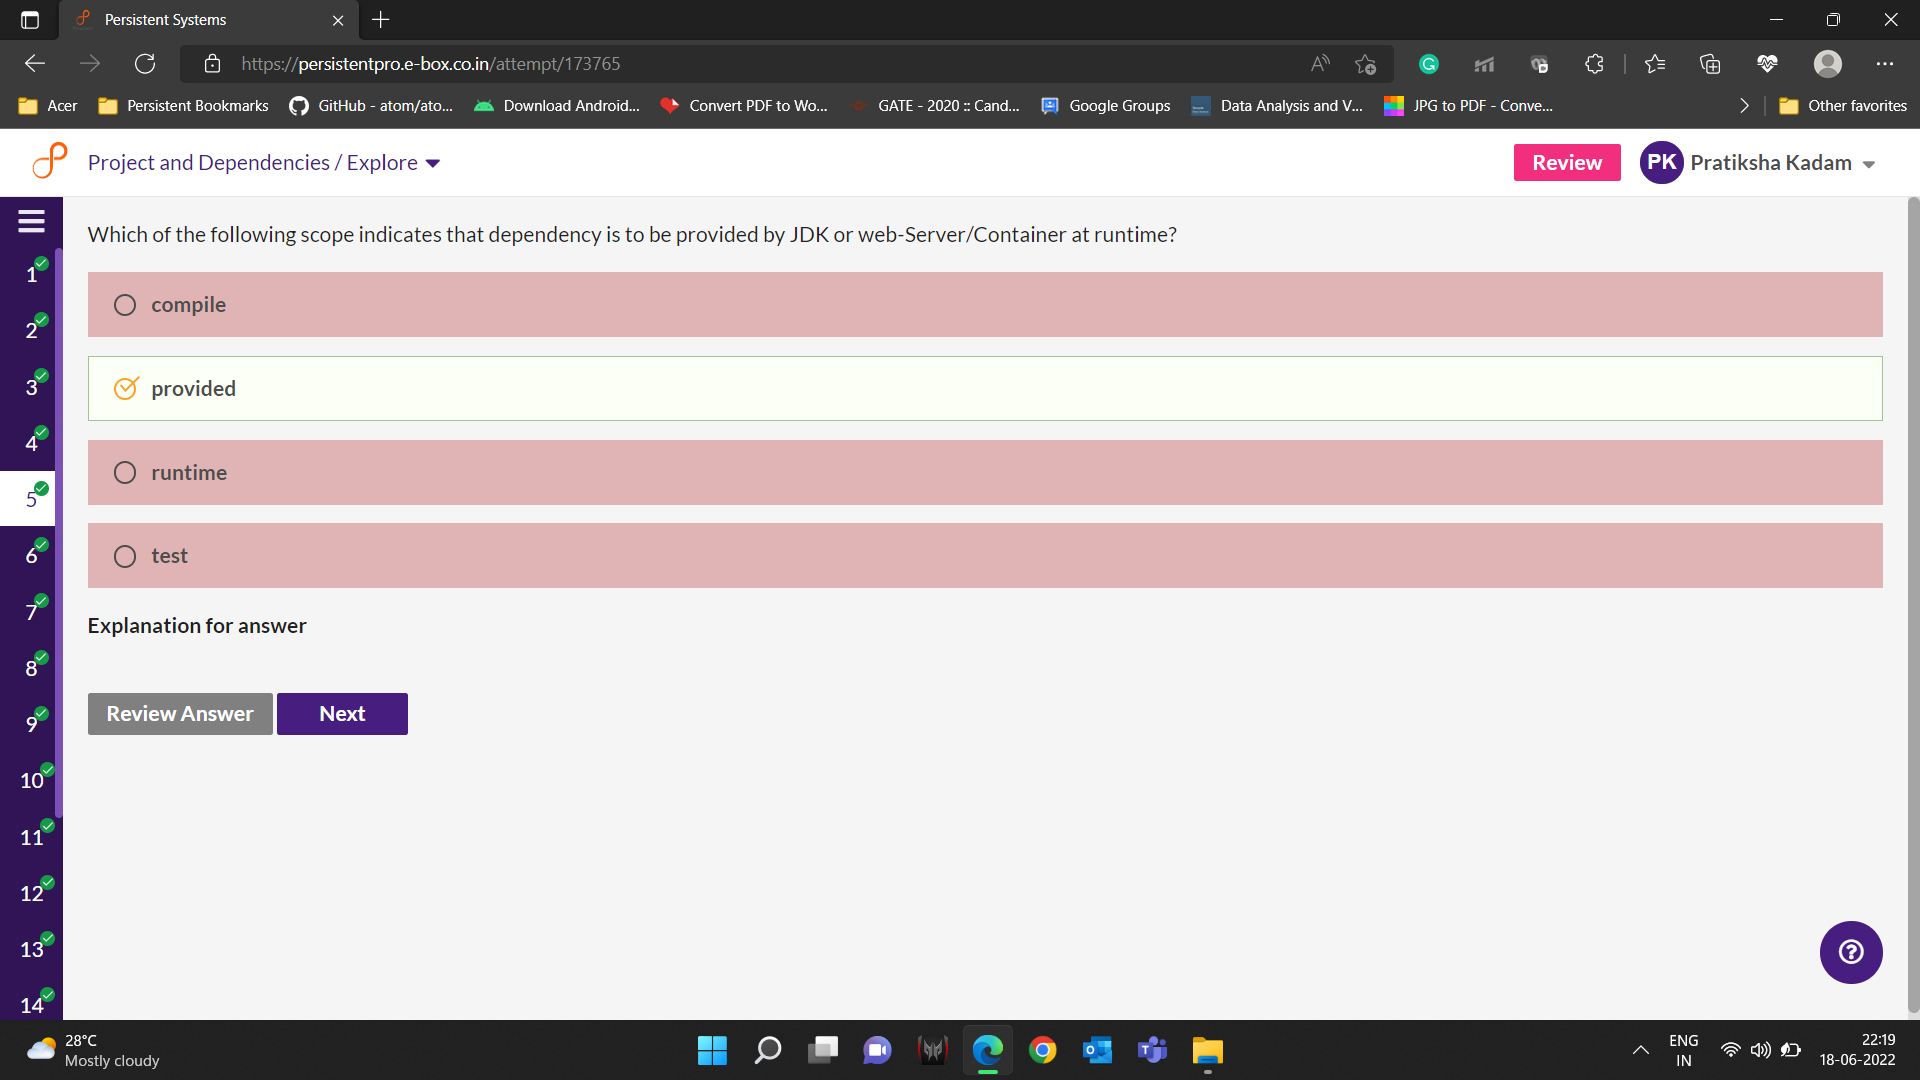 Persistent Systems
https://persistentpro.e-box.co.in/attempt/173765
Acer
Persistent Bookmarks
GitHub - atom/ato...
Download Android...
Convert PDF to Wo...
GATE - 2020 :: Cand...
Google Groups
Data Analysis and V...
JPG to PDF - Conve...
Other favorites
Project and Dependencies / Explore
Review
PK Pratiksha Kadam
Which of the following scope indicates that dependency is to be provided by JDK or web-Server/Container at runtime?
1
compile
2
3
provided
4
runtime
5
6
test
7
Explanation for answer
8
9
Review Answer
Next
10
11
12
13
14
28°C
Mostly cloudy
ENG
IN
22:19
18-06-2022